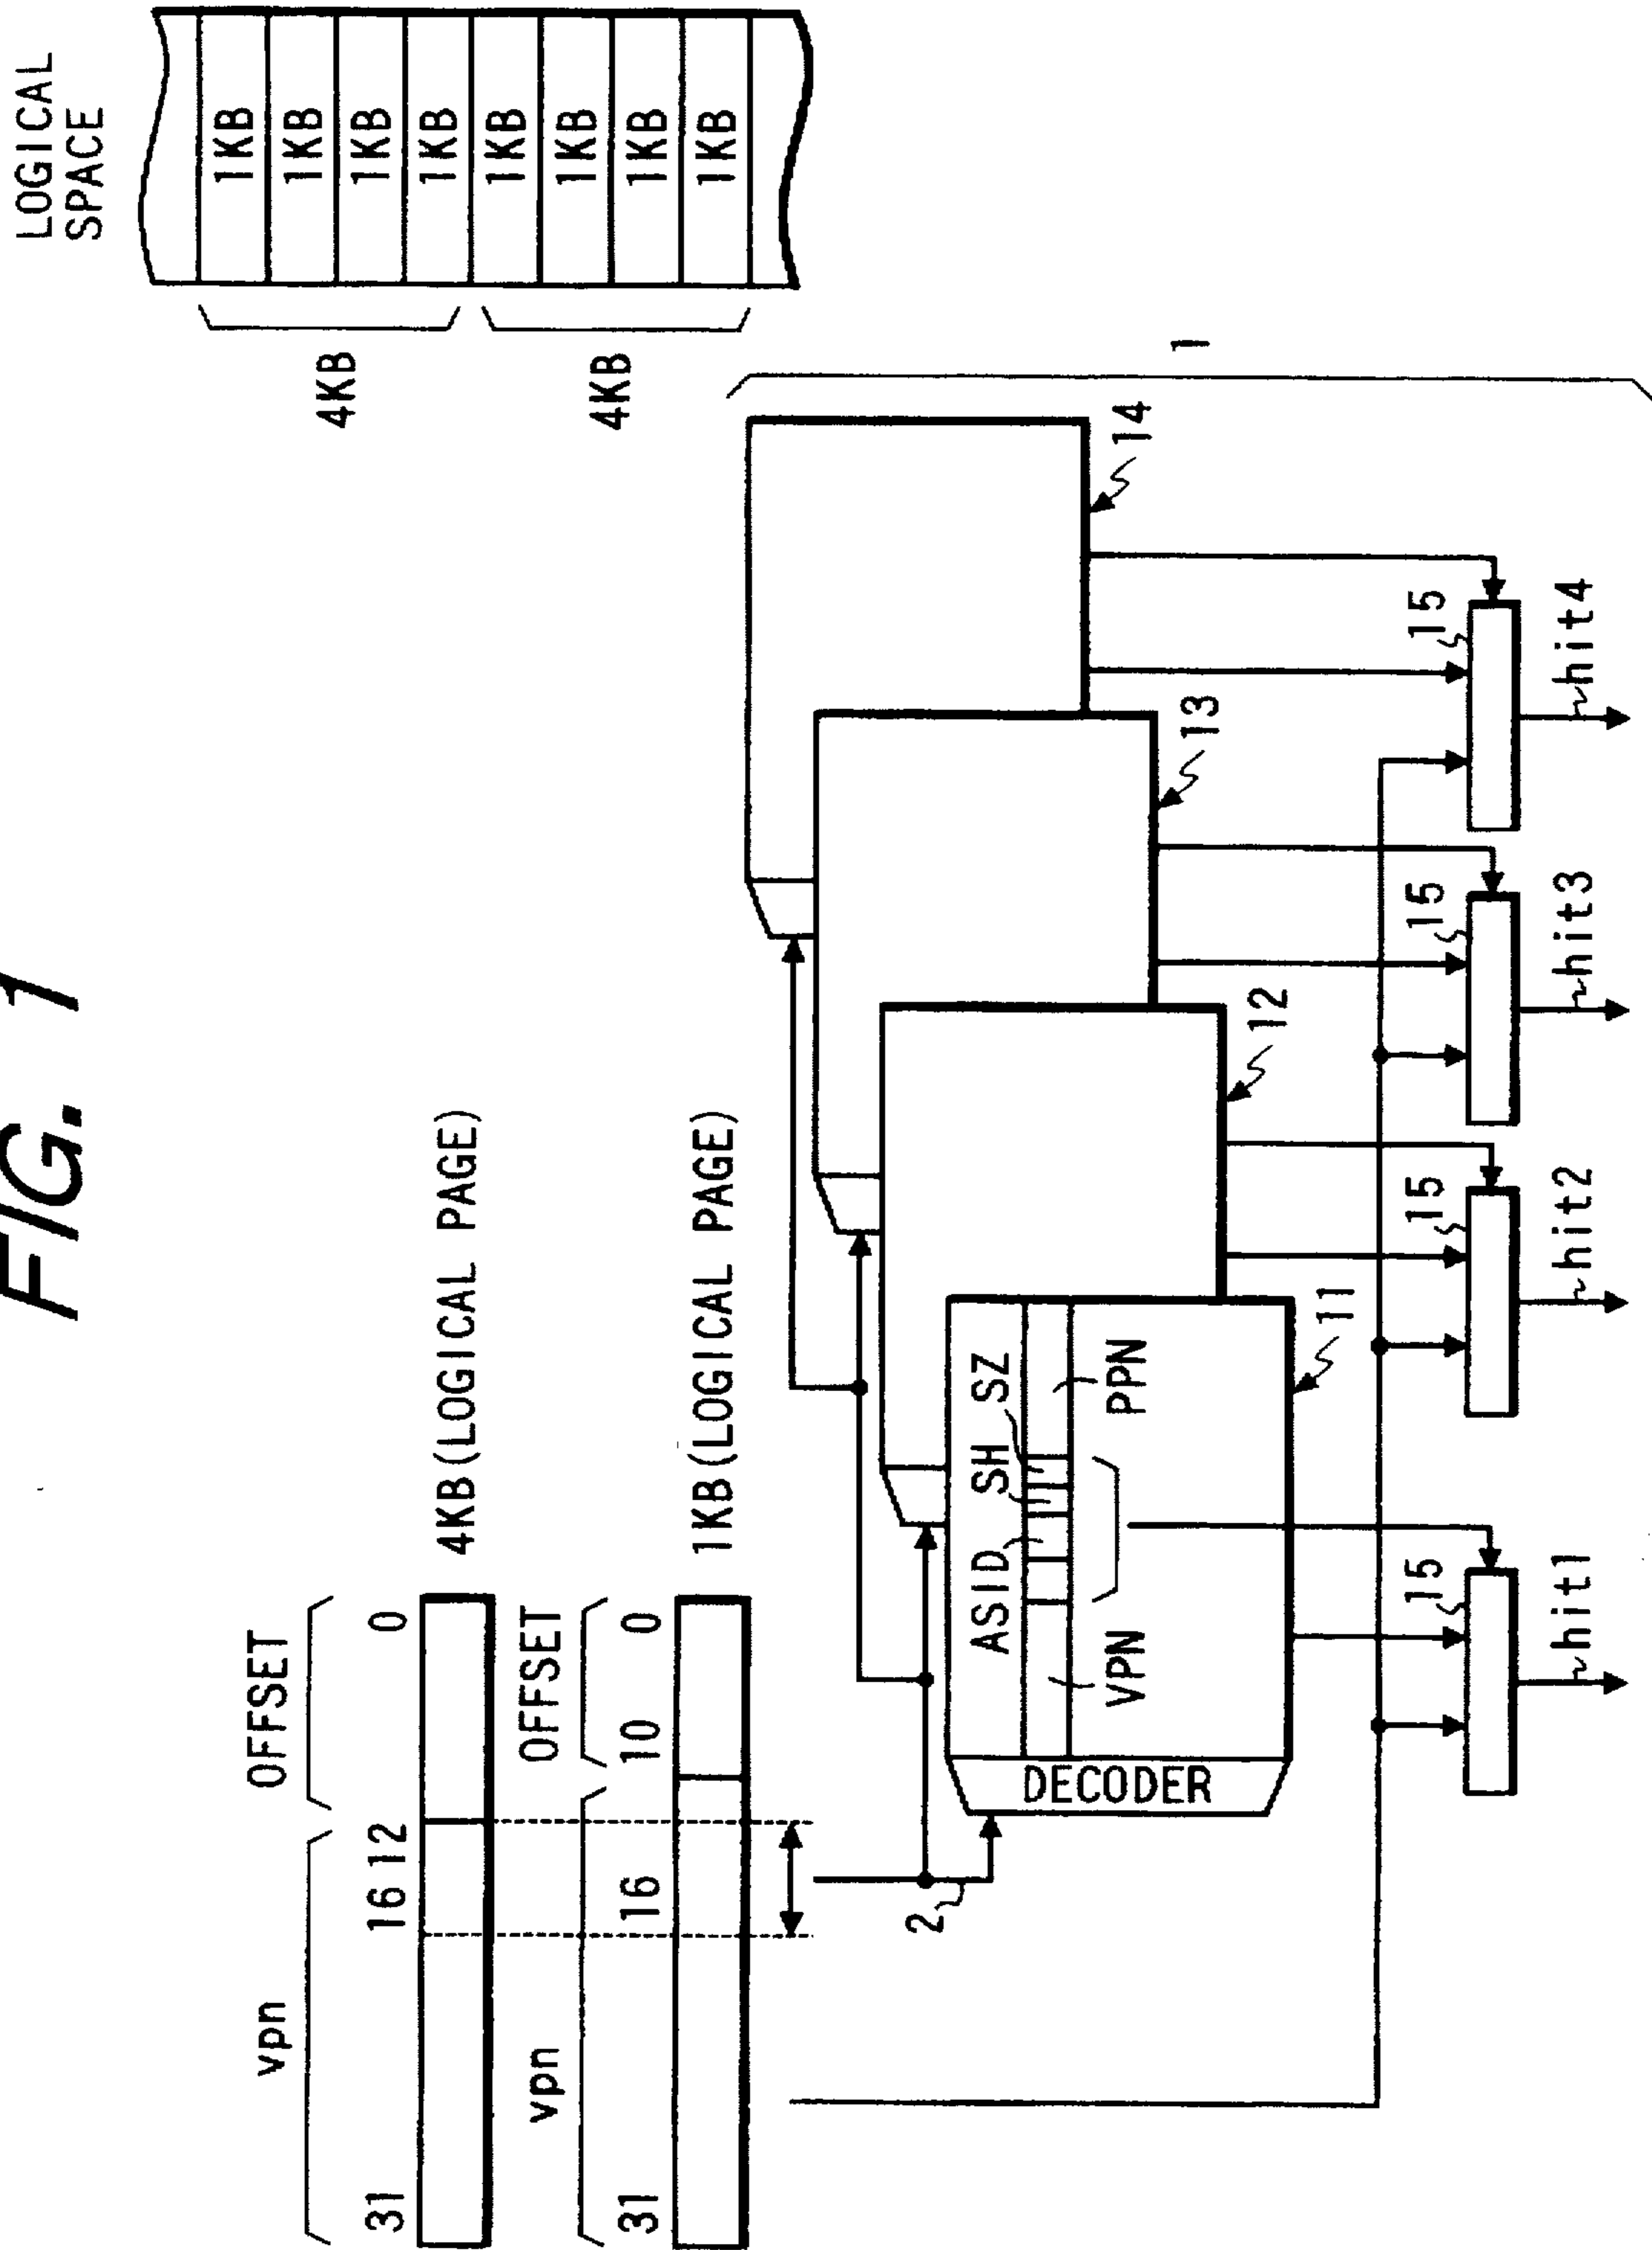 FIG. 1
LOGICAL
SPACE
1KB
1KB
1KB
1KB
1KB
1KB
1KB
1KB
4KB
4KB
vpn
OFFSET
31
16
12
0
4KB(LOGICAL PAGE)
vpn
OFFSET
31
16
10
0
1KB(LOGICAL PAGE)
2
DECODER
ASID
SH
SZ
VPN
PPN
11
12
13
14
1
15
15
15
15
hit1
hit2
hit3
hit4